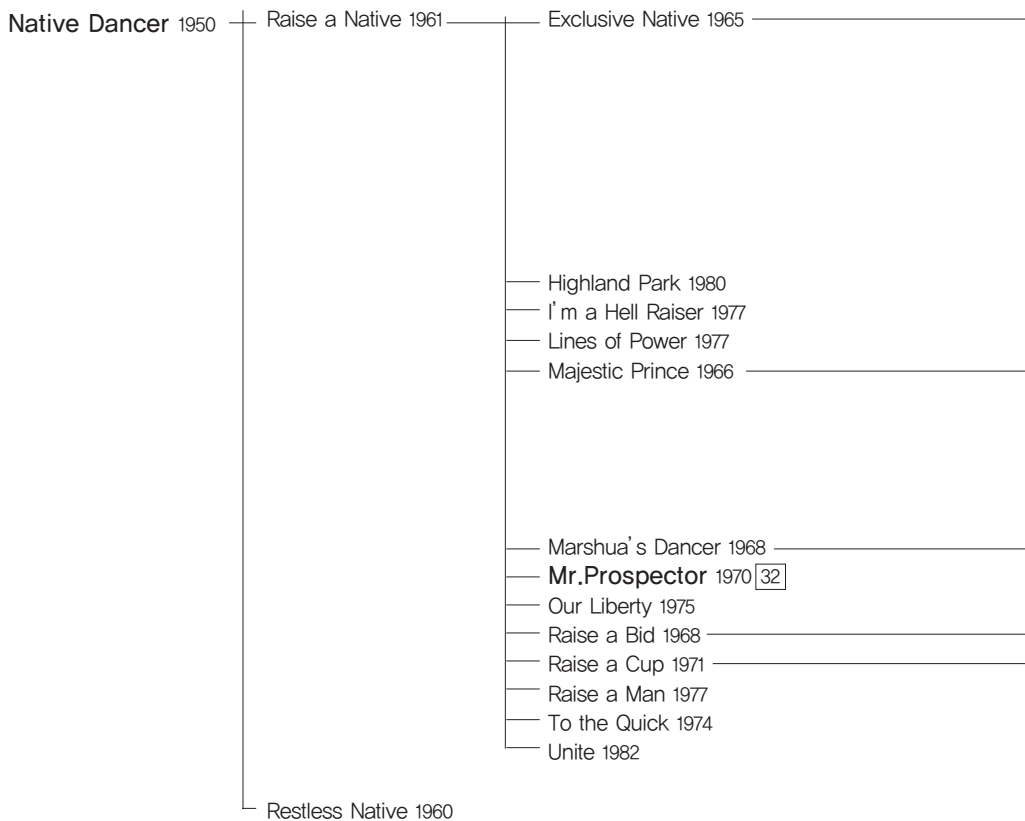 Native Dancer 1950 Raise a Native 1961 Exclusive Native 1965
Highland Park 1980
I'm a Hell Raiser 1977
Lines of Power 1977
Majestic Prince 1966
Marshua's Dancer 1968
Mr.Prospector 1970 32
Our Liberty 1975
Raise a Bid 1968
Raise a Cup 1971
Raise a Man 1977
To the Quick 1974
Unite 1982
Restless Native 1960